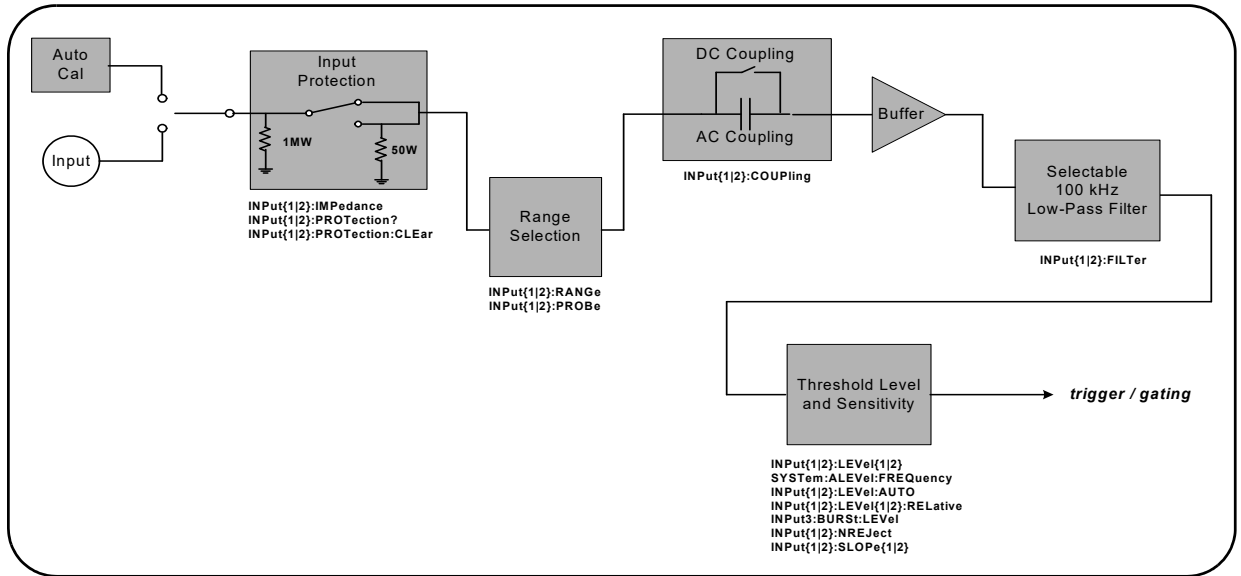 Auto
Cal
Input
Input
Protection
1MW
50W
INPut{1|2}:IMPedance
INPut{1|2}:PROTection?
INPut{1|2}:PROTection:CLEar
Range
Selection
INPut{1|2}:RANGe
INPut{1|2}:PROBe
DC Coupling
AC Coupling
INPut{1|2}:COUPling
Buffer
Selectable
100 kHz
Low-Pass Filter
INPut{1|2}:FILTer
Threshold Level
and Sensitivity
trigger / gating
INPut{1|2}:LEVel{1|2}
SYSTem:ALEVel:FREQuency
INPut{1|2}:LEVel:AUTO
INPut{1|2}:LEVel{1|2}:RELative
INPut3:BURSt:LEVel
INPut{1|2}:NREJect
INPut{1|2}:SLOPe{1|2}